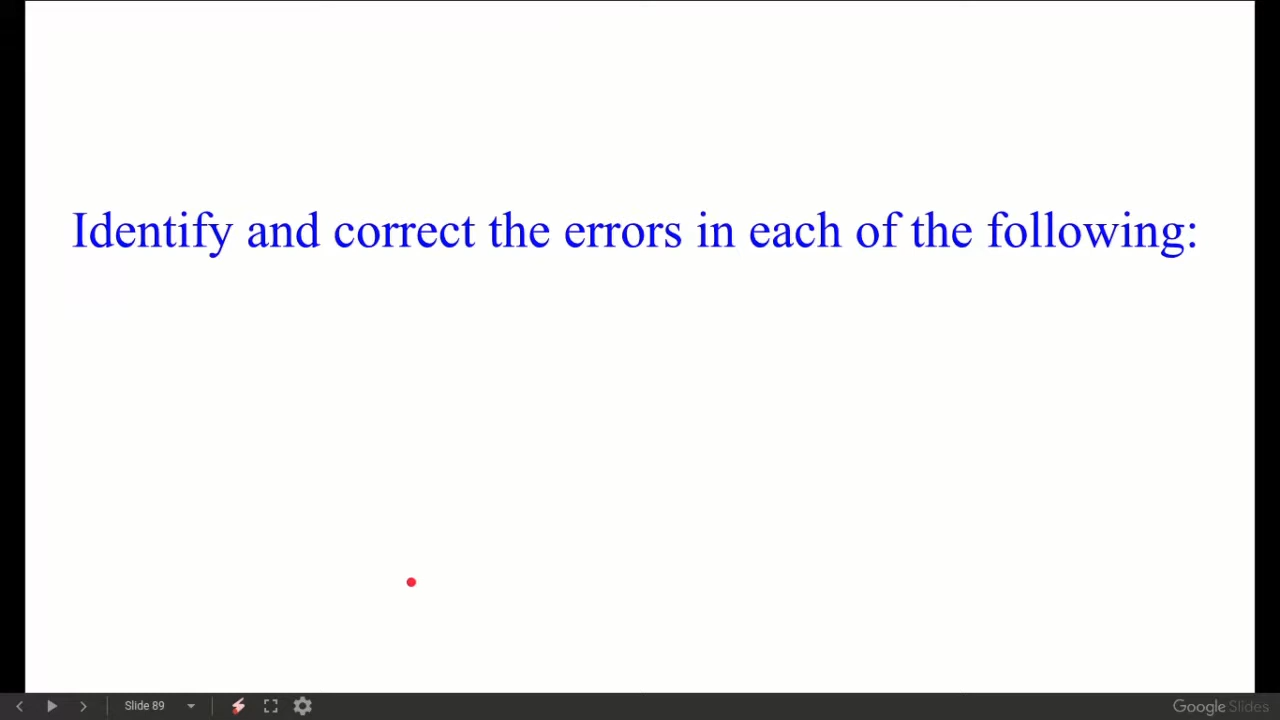 Identify and correct the errors in each of the following:
Slide 89
Google Slides